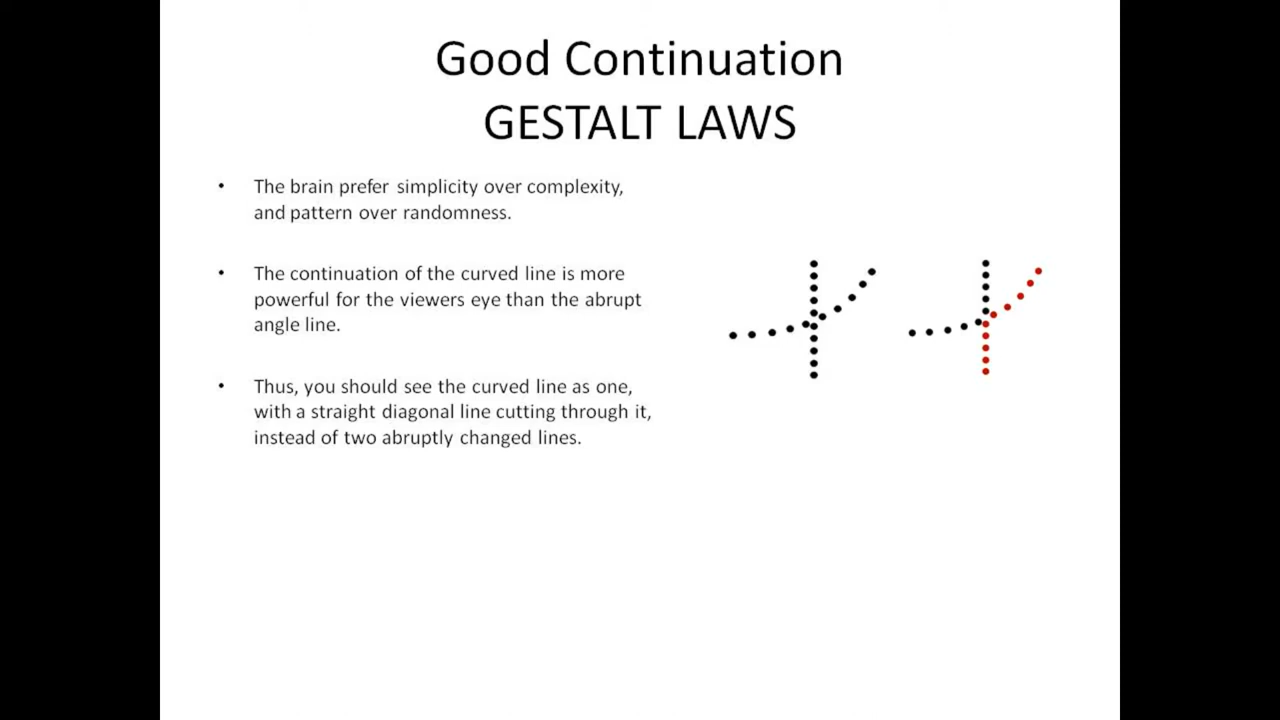 Good Continuation
GESTALT LAWS
• The brain prefer simplicity over complexity,
and pattern over randomness.
• The continuation of the curved line is more
powerful for the viewers eye than the abrupt
angle line.
• Thus, you should see the curved line as one,
with a straight diagonal line cutting through it,
instead of two abruptly changed lines.